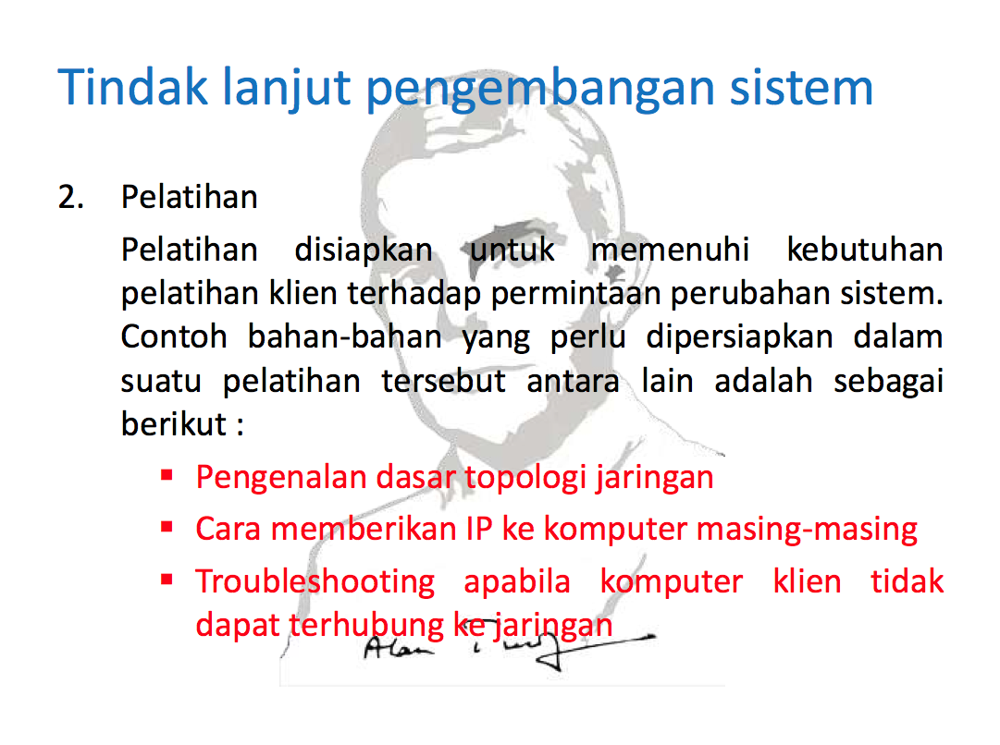 Tindak lanjut pengembangan sistem
2. Pelatihan
Pelatihan disiapkan untuk memenuhi kebutuhan
pelatihan klien terhadap permintaan perubahan sistem.
Contoh bahan-bahan yang perlu dipersiapkan dalam
suatu pelatihan tersebut antara lain adalah sebagai
berikut :
▪ Pengenalan dasar topologi jaringan
▪ Cara memberikan IP ke komputer masing-masing
▪ Troubleshooting apabila komputer klien tidak
dapat terhubung ke jaringan
Alan Turing